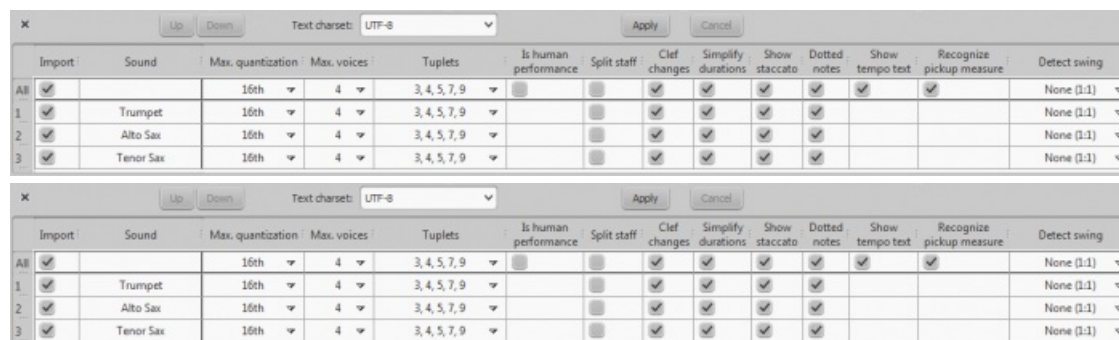 Up Down Text charset: UTF-8 Apply Cancel
Import Sound Max. quantization Max. voices Tuplets Is human performance Split staff Clef changes Simplify durations Show staccato Dotted notes Show tempo text Recognize pickup measure Detect swing
All 16th 4 3, 4, 5, 7, 9 None (1:1)
1 Trumpet 16th 4 3, 4, 5, 7, 9 None (1:1)
2 Alto Sax 16th 4 3, 4, 5, 7, 9 None (1:1)
3 Tenor Sax 16th 4 3, 4, 5, 7, 9 None (1:1)
Up Down Text charset: UTF-8 Apply Cancel
Import Sound Max. quantization Max. voices Tuplets Is human performance Split staff Clef changes Simplify durations Show staccato Dotted notes Show tempo text Recognize pickup measure Detect swing
All 16th 4 3, 4, 5, 7, 9 None (1:1)
1 Trumpet 16th 4 3, 4, 5, 7, 9 None (1:1)
2 Alto Sax 16th 4 3, 4, 5, 7, 9 None (1:1)
3 Tenor Sax 16th 4 3, 4, 5, 7, 9 None (1:1)